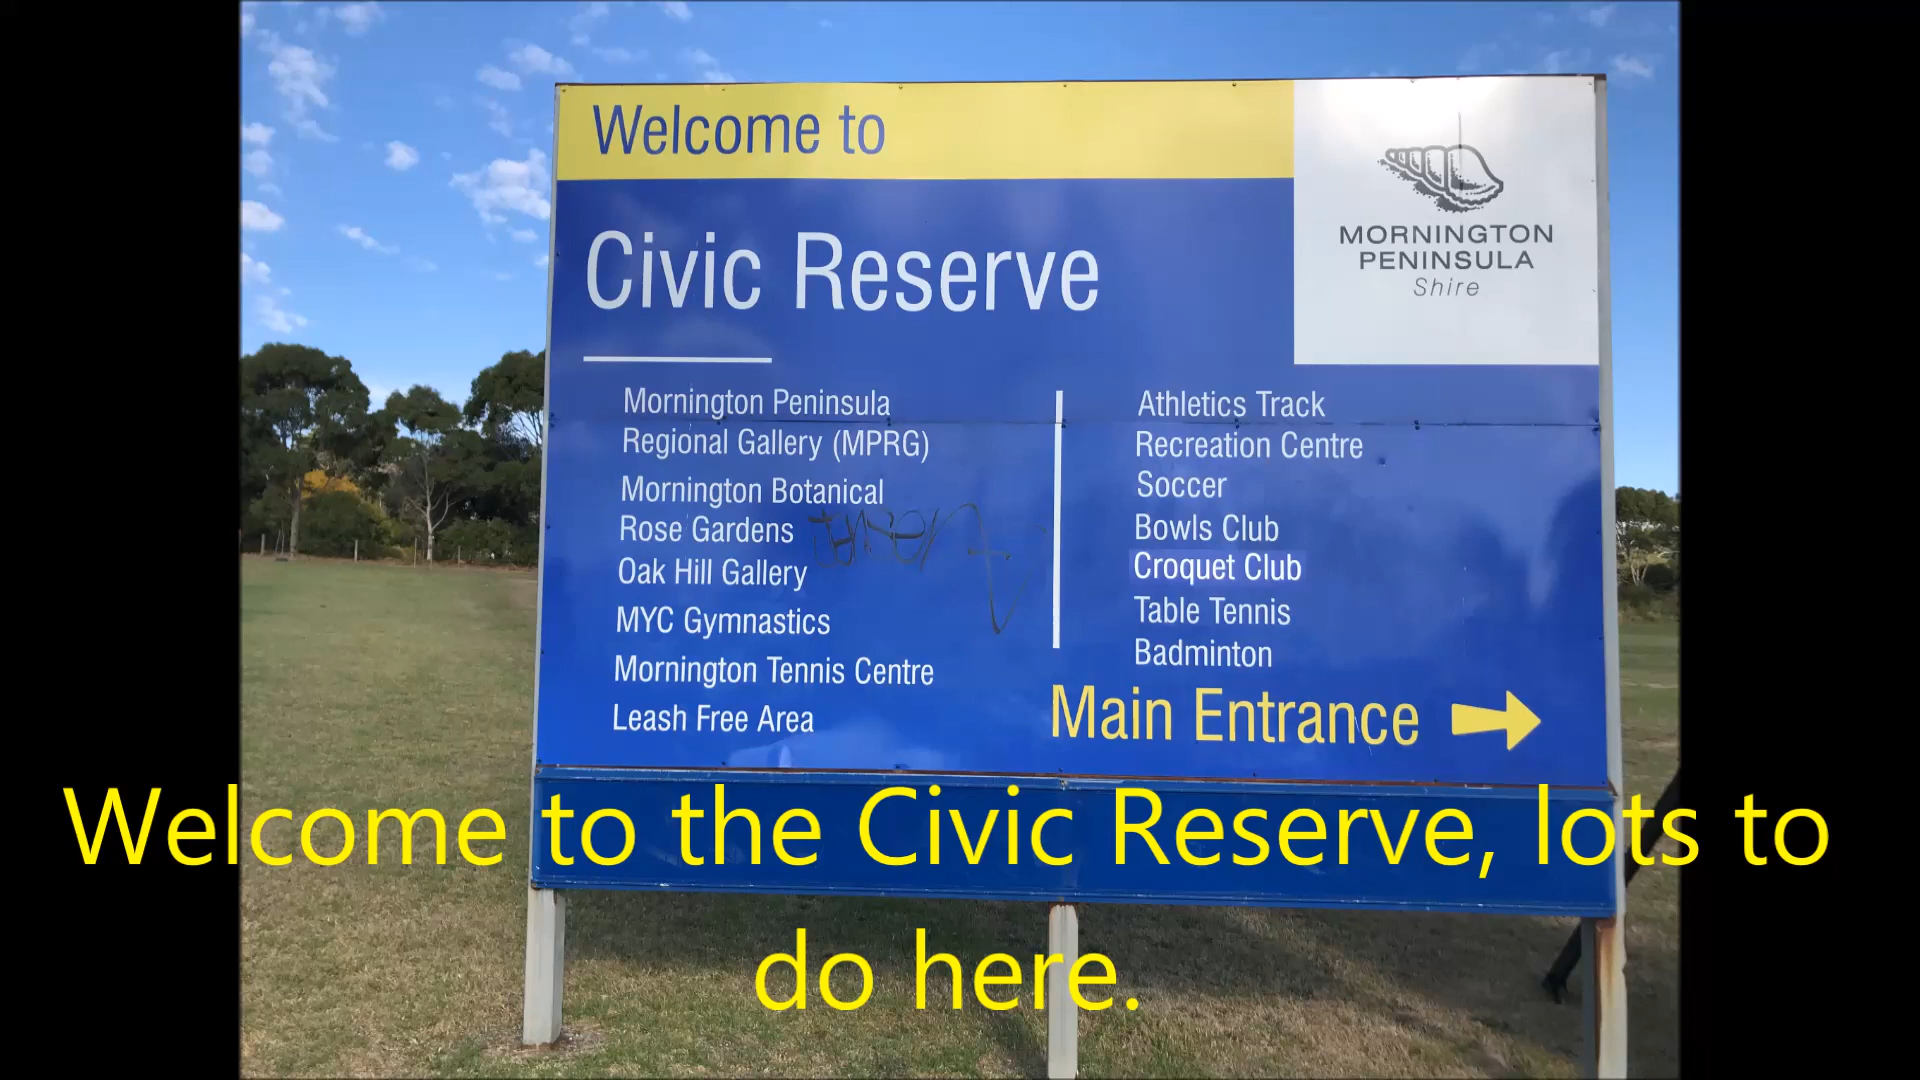 Welcome to
Civic Reserve
MORNINGTON
PENINSULA
Shire
Mornington Peninsula
Regional Gallery (MPRG)
Mornington Botanical
Rose Gardens
Oak Hill Gallery
MYC Gymnastics
Mornington Tennis Centre
Leash Free Area
Athletics Track
Recreation Centre
Soccer
Bowls Club
Croquet Club
Table Tennis
Badminton
Main Entrance
Welcome to the Civic Reserve, lots to
do here.